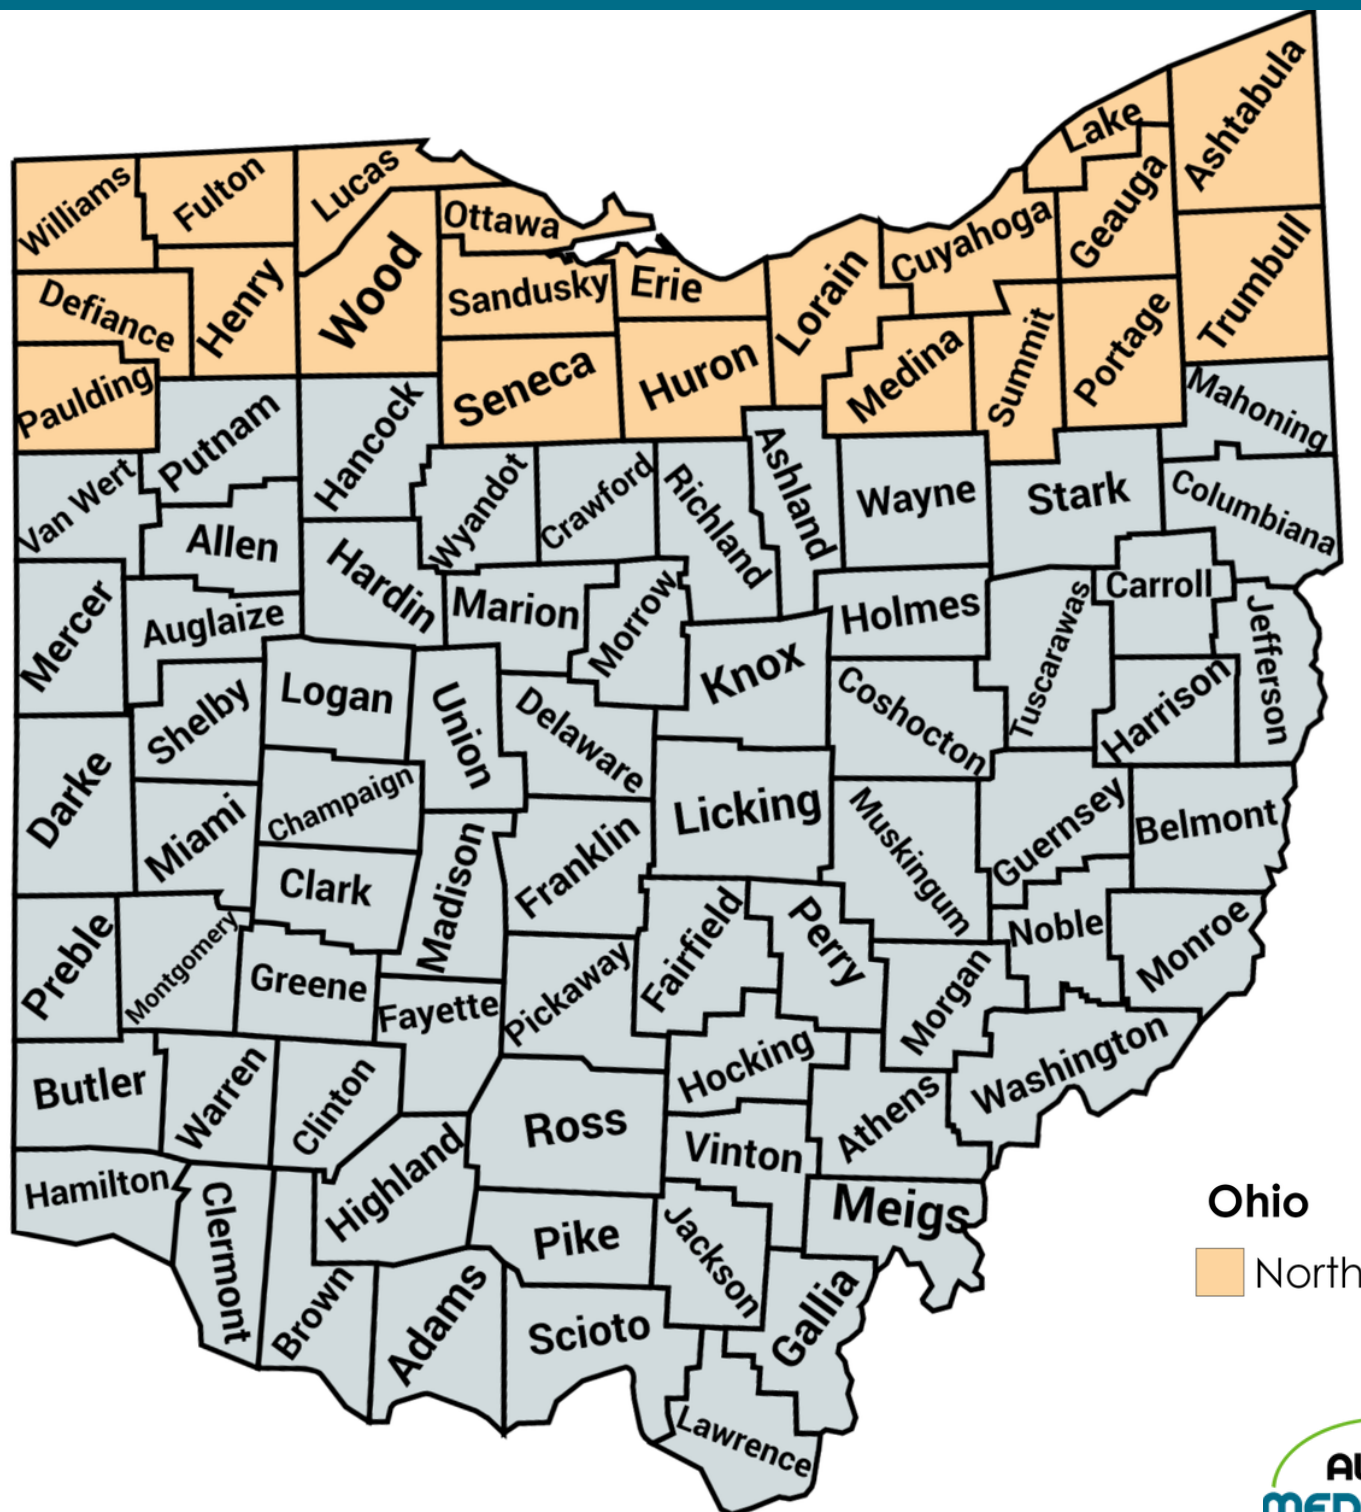 Ashtabula
Lake
Williams
Fulton
Lucas
Geauga
Ottawa
Cuyahoga
Trumbull
Wood
Sandusky
Erie
Lorain
Defiance
Henry
Summit
Portage
Paulding
Seneca
Huron
Medina
Mahoning
Putnam
Hancock
Van Wert
Wyandot
Crawford
Richland
Ashland
Wayne
Stark
Columbiana
Allen
Hardin
Marion
Morrow
Holmes
Carroll
Mercer
Auglaize
Knox
Tuscarawas
Jefferson
Logan
Union
Delaware
Coshocton
Harrison
Shelby
Darke
Miami
Champaign
Licking
Muskingum
Guernsey
Belmont
Clark
Madison
Franklin
Preble
Montgomery
Greene
Fayette
Pickaway
Fairfield
Perry
Noble
Monroe
Morgan
Butler
Warren
Clinton
Hocking
Washington
Ross
Athens
Hamilton
Highland
Vinton
Clermont
Meigs
Pike
Jackson
Brown
Adams
Scioto
Gallia
Lawrence
Ohio
North